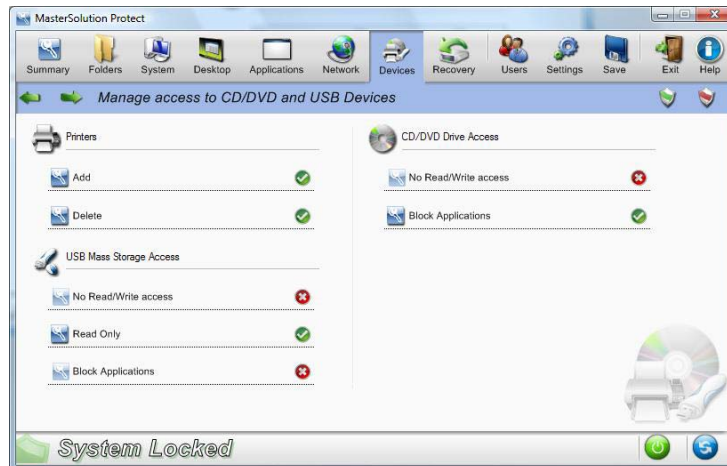 MasterSolution Protect
Summary Folders System Desktop Applications Network Devices Recovery Users Settings Save Exit Help
Manage access to CD/DVD and USB Devices
Printers
Add
Delete
USB Mass Storage Access
No Read/Write access
Read Only
Block Applications
CD/DVD Drive Access
No Read/Write access
Block Applications
System Locked